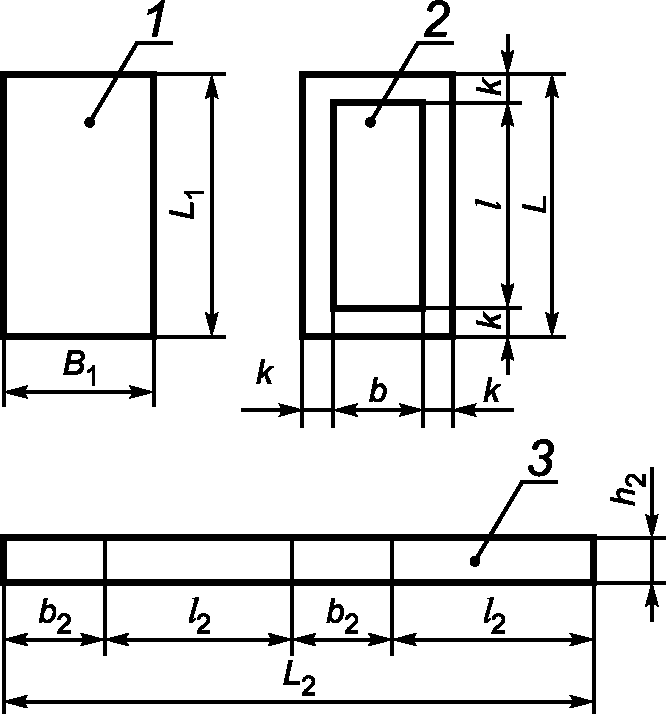 1 2
k
L₁ l L
k
B₁ k b k
3
h₂
b₂ l₂ b₂ l₂
L₂